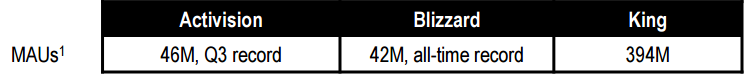 Activision Blizzard King
MAUs1 46M, Q3 record 42M, all-time record 394M